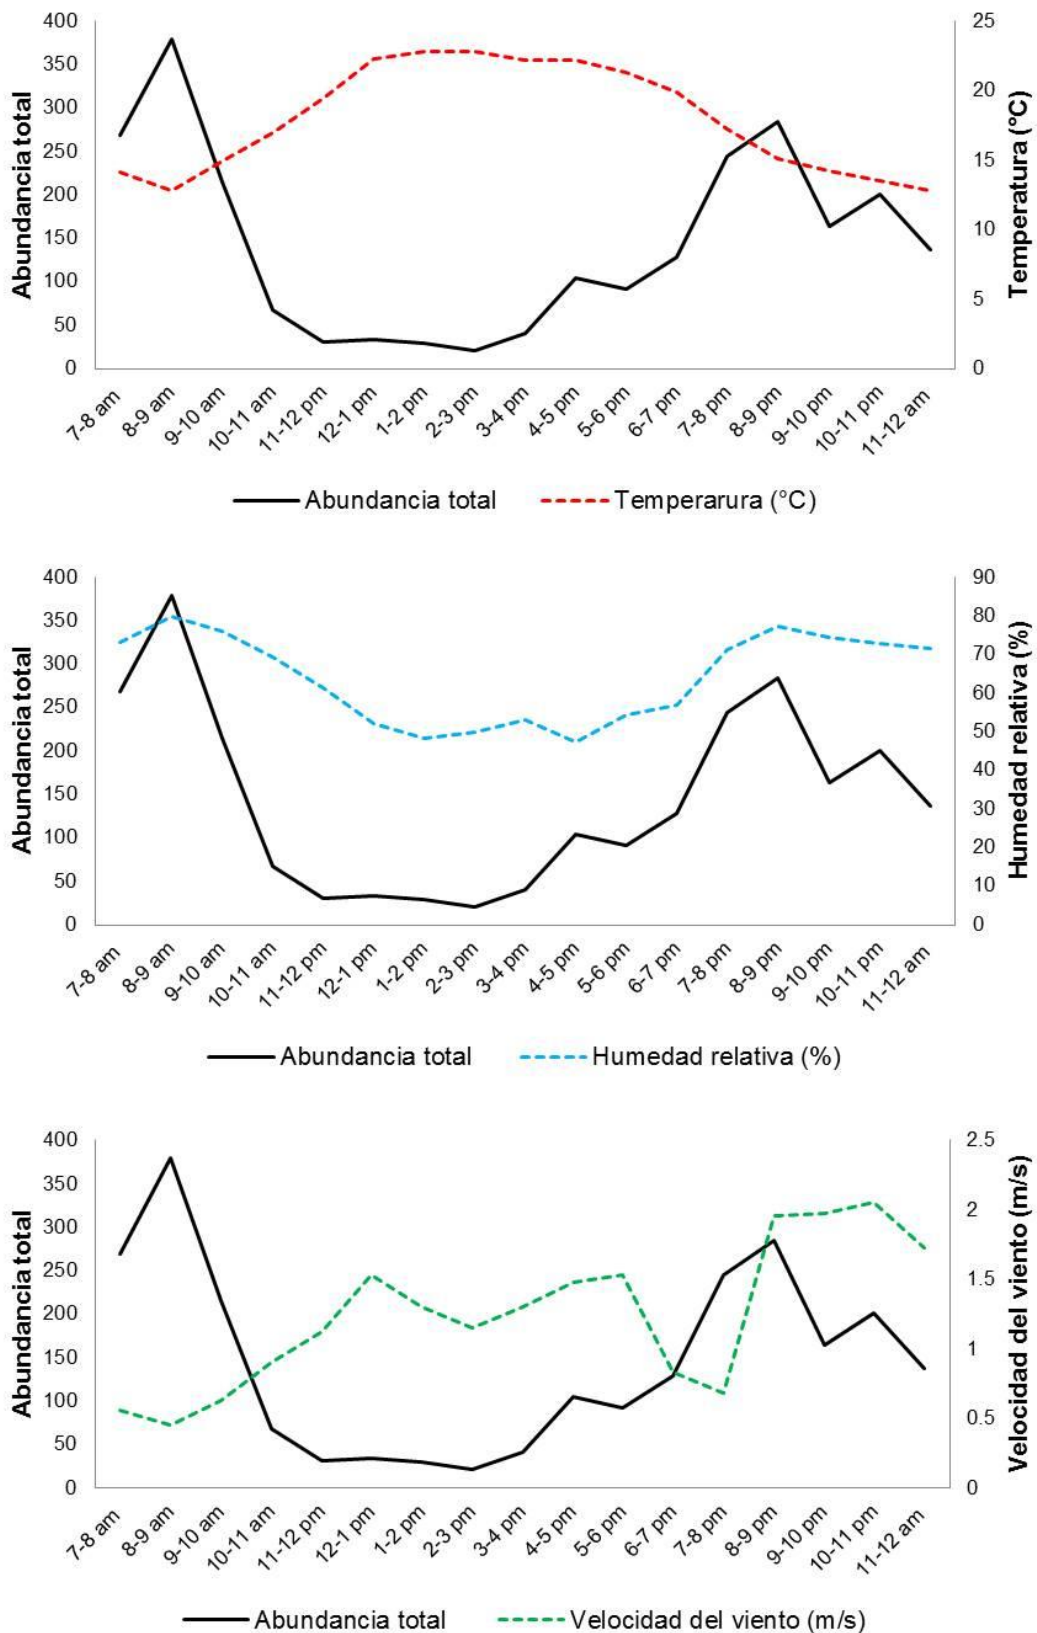 Abundancia total
400
350
300
250
200
150
100
50
0
25
20
15
10
5
0
Temperatura (°C)
7-8 am
8-9 am
9-10 am
10-11 am
11-12 pm
12-1 pm
1-2 pm
2-3 pm
3-4 pm
4-5 pm
5-6 pm
6-7 pm
7-8 pm
8-9 pm
9-10 pm
10-11 pm
11-12 am
Abundancia total Temperarura (°C)
Abundancia total
400
350
300
250
200
150
100
50
0
90
80
70
60
50
40
30
20
10
0
Humedad relativa (%)
7-8 am
8-9 am
9-10 am
10-11 am
11-12 pm
12-1 pm
1-2 pm
2-3 pm
3-4 pm
4-5 pm
5-6 pm
6-7 pm
7-8 pm
8-9 pm
9-10 pm
10-11 pm
11-12 am
Abundancia total Humedad relativa (%)
Abundancia total
400
350
300
250
200
150
100
50
0
2.5
2
1.5
1
0.5
0
Velocidad del viento (m/s)
7-8 am
8-9 am
9-10 am
10-11 am
11-12 pm
12-1 pm
1-2 pm
2-3 pm
3-4 pm
4-5 pm
5-6 pm
6-7 pm
7-8 pm
8-9 pm
9-10 pm
10-11 pm
11-12 am
Abundancia total Velocidad del viento (m/s)